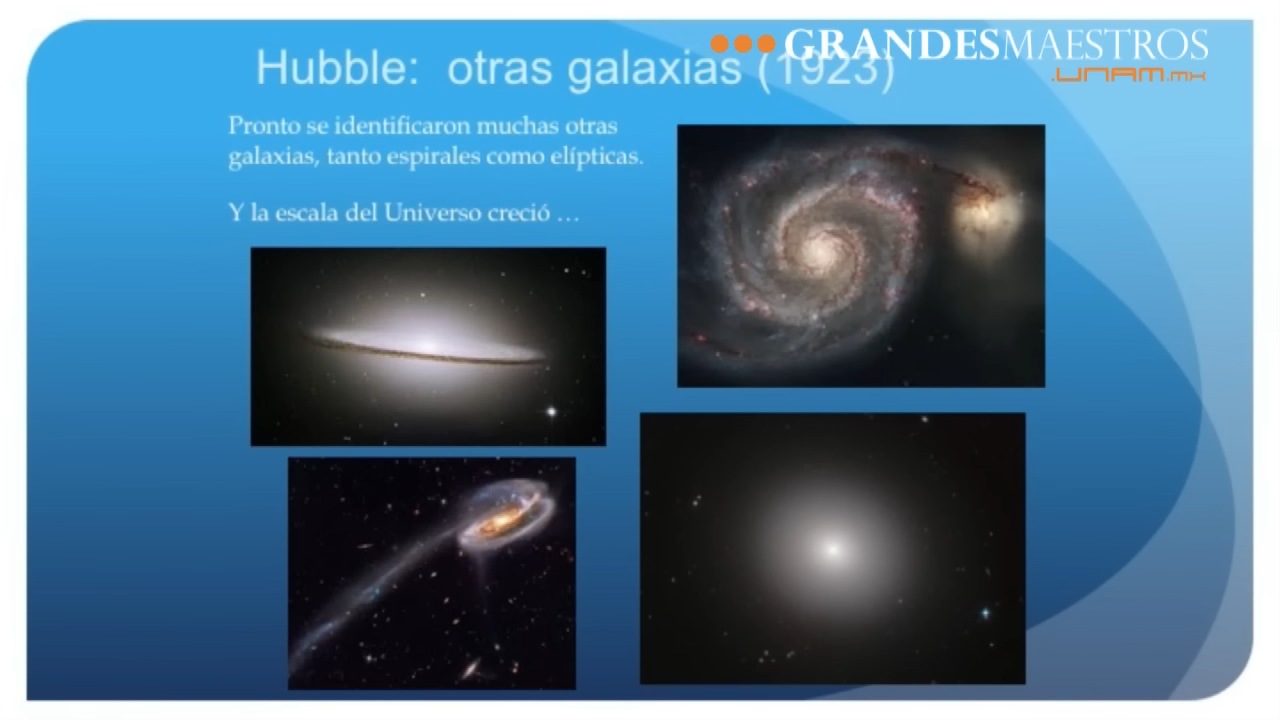 Hubble: otras galaxias (1923)
GRANDESMAESTROS
.UNAM.MX
Pronto se identificaron muchas otras
galaxias, tanto espirales como elípticas.
Y la escala del Universo creció …